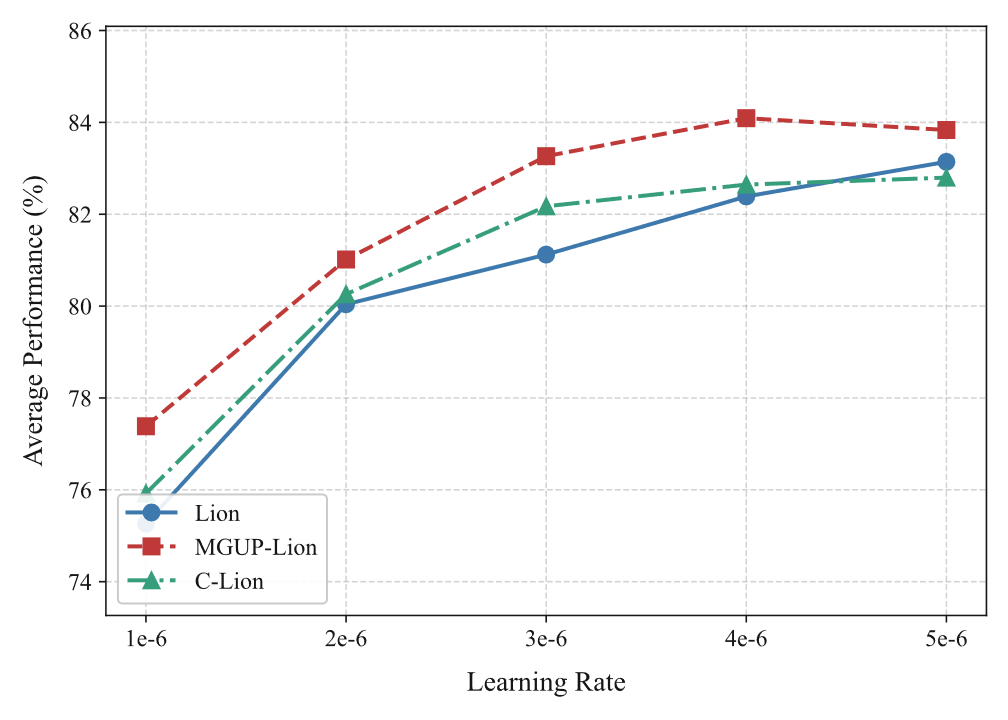 86
84
82
80
78
76
74
Average Performance (%)
Lion
MGUP-Lion
C-Lion
1e-6 2e-6 3e-6 4e-6 5e-6
Learning Rate